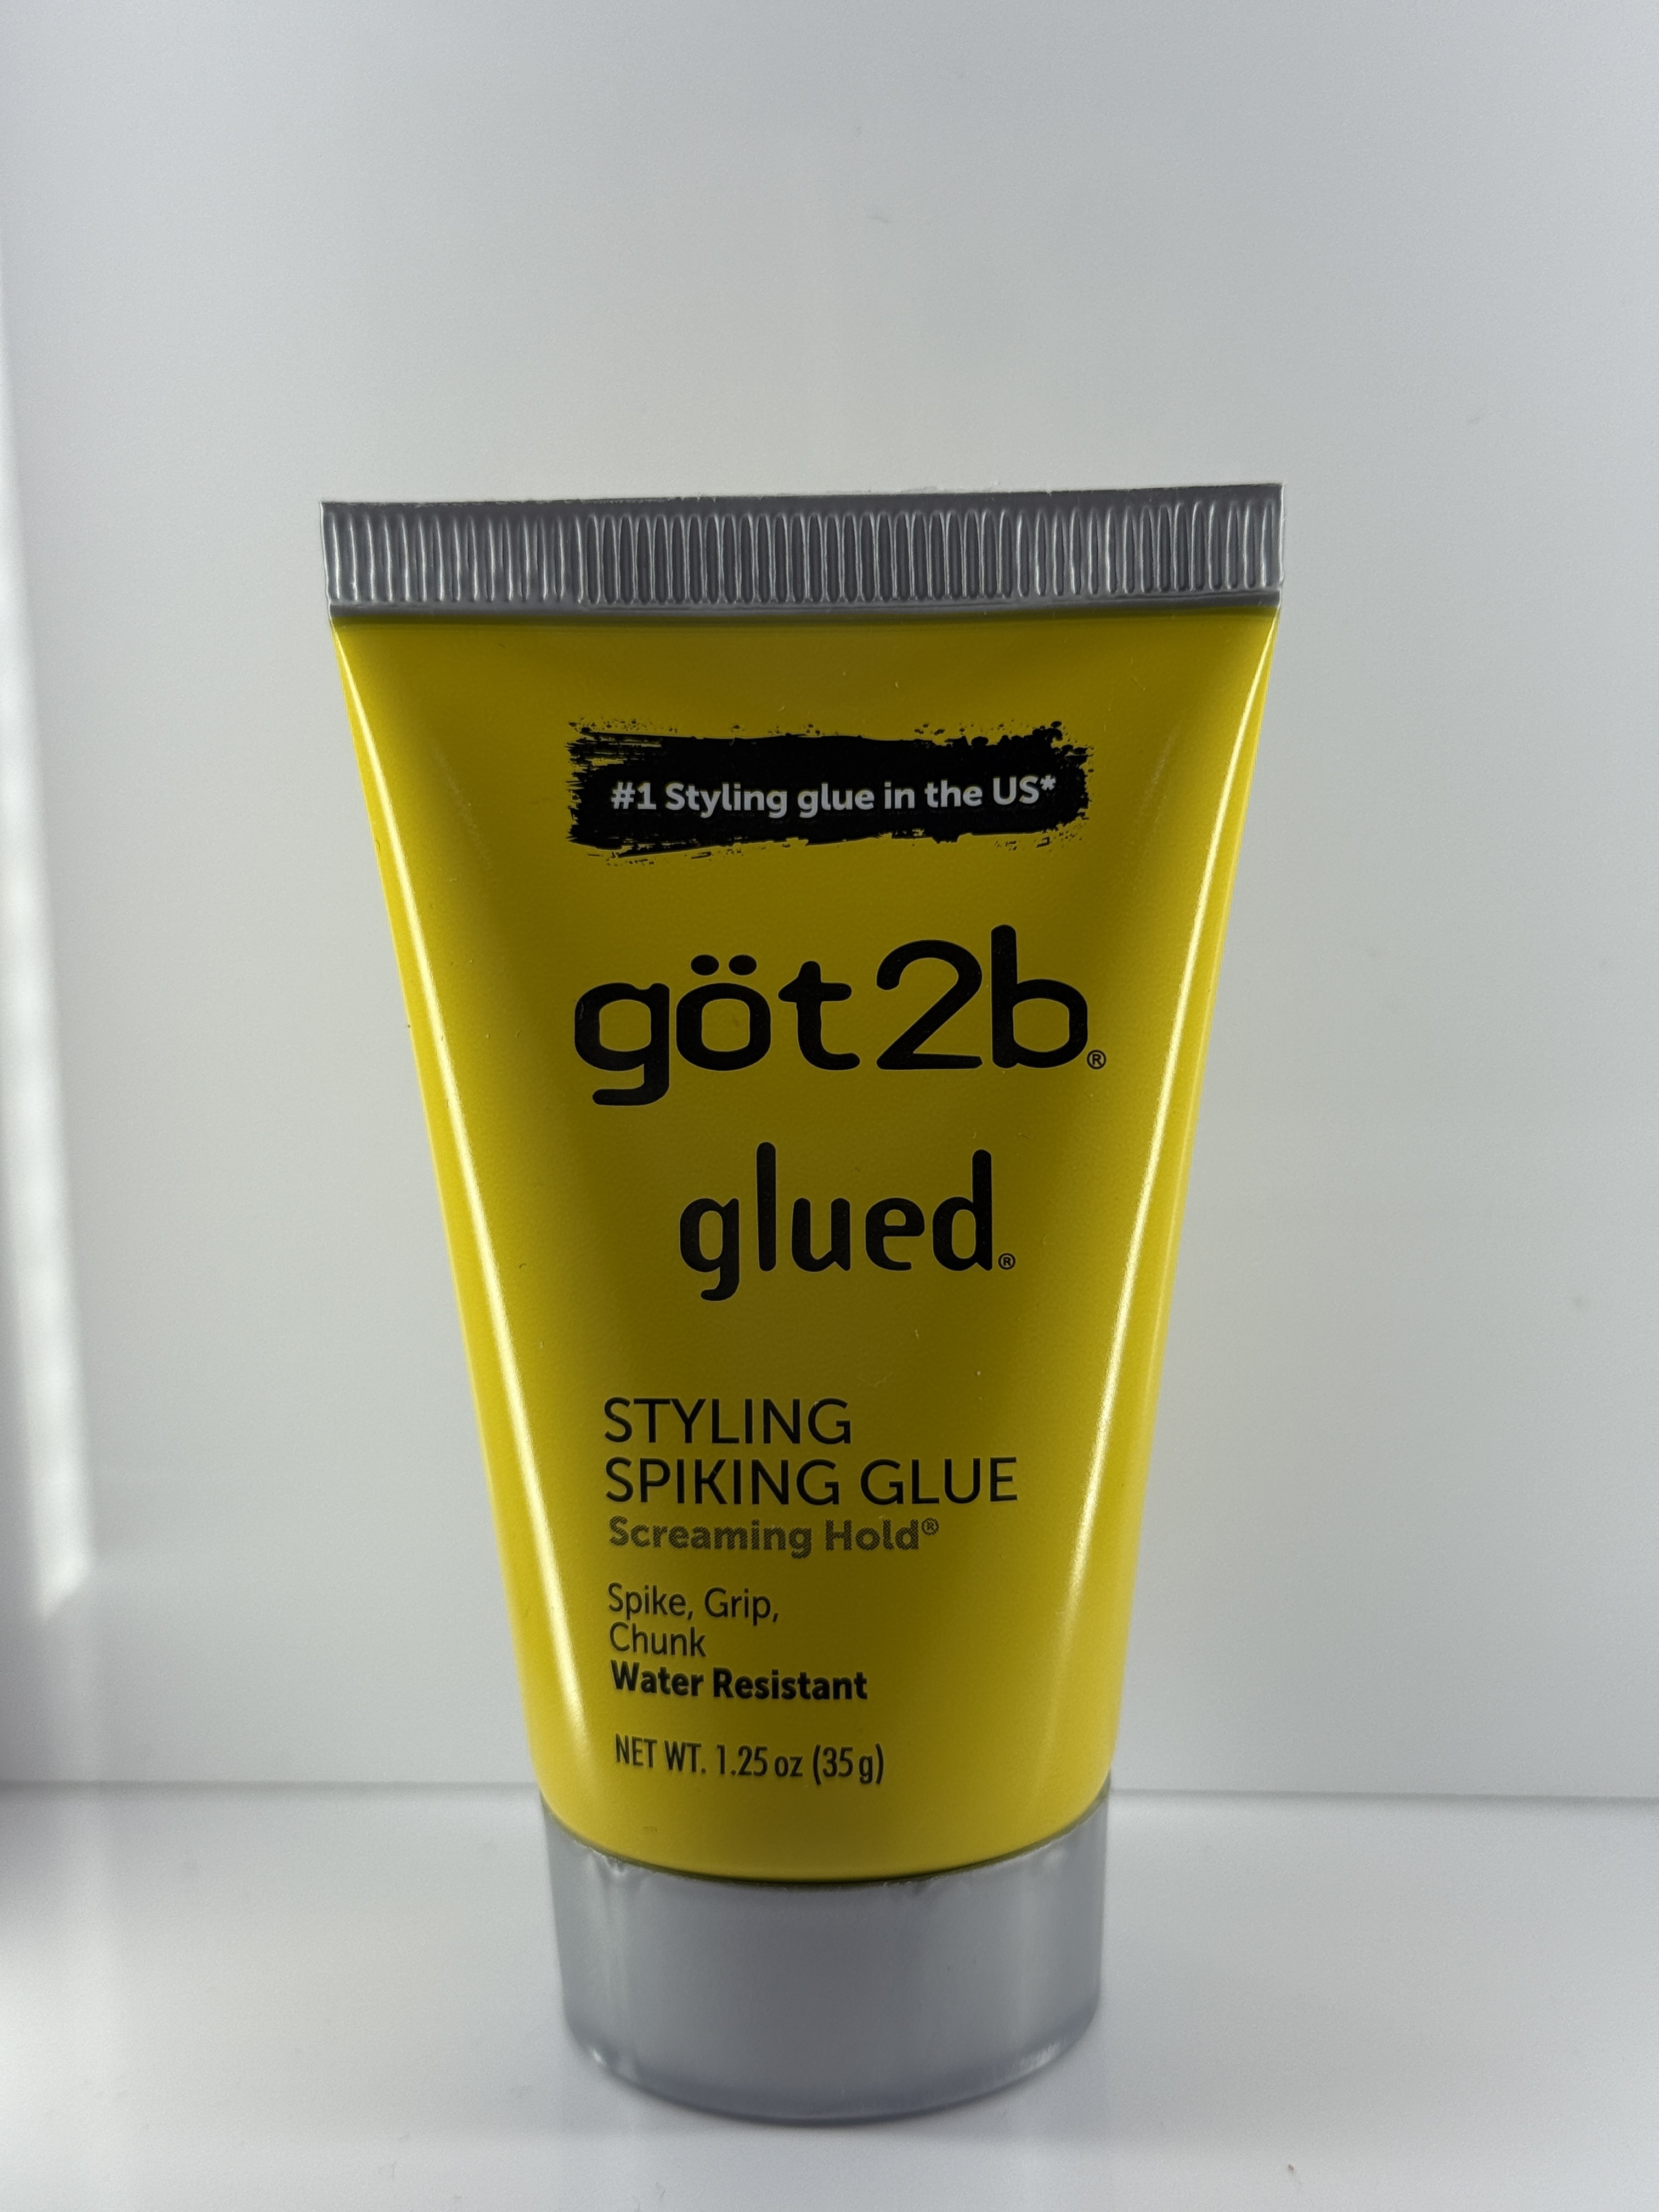 #1 Styling glue in the US*
göt2b®
glued®
STYLING
SPIKING GLUE
Screaming Hold®
Spike, Grip,
Chunk
Water Resistant
NET WT. 1.25 oz (35 g)